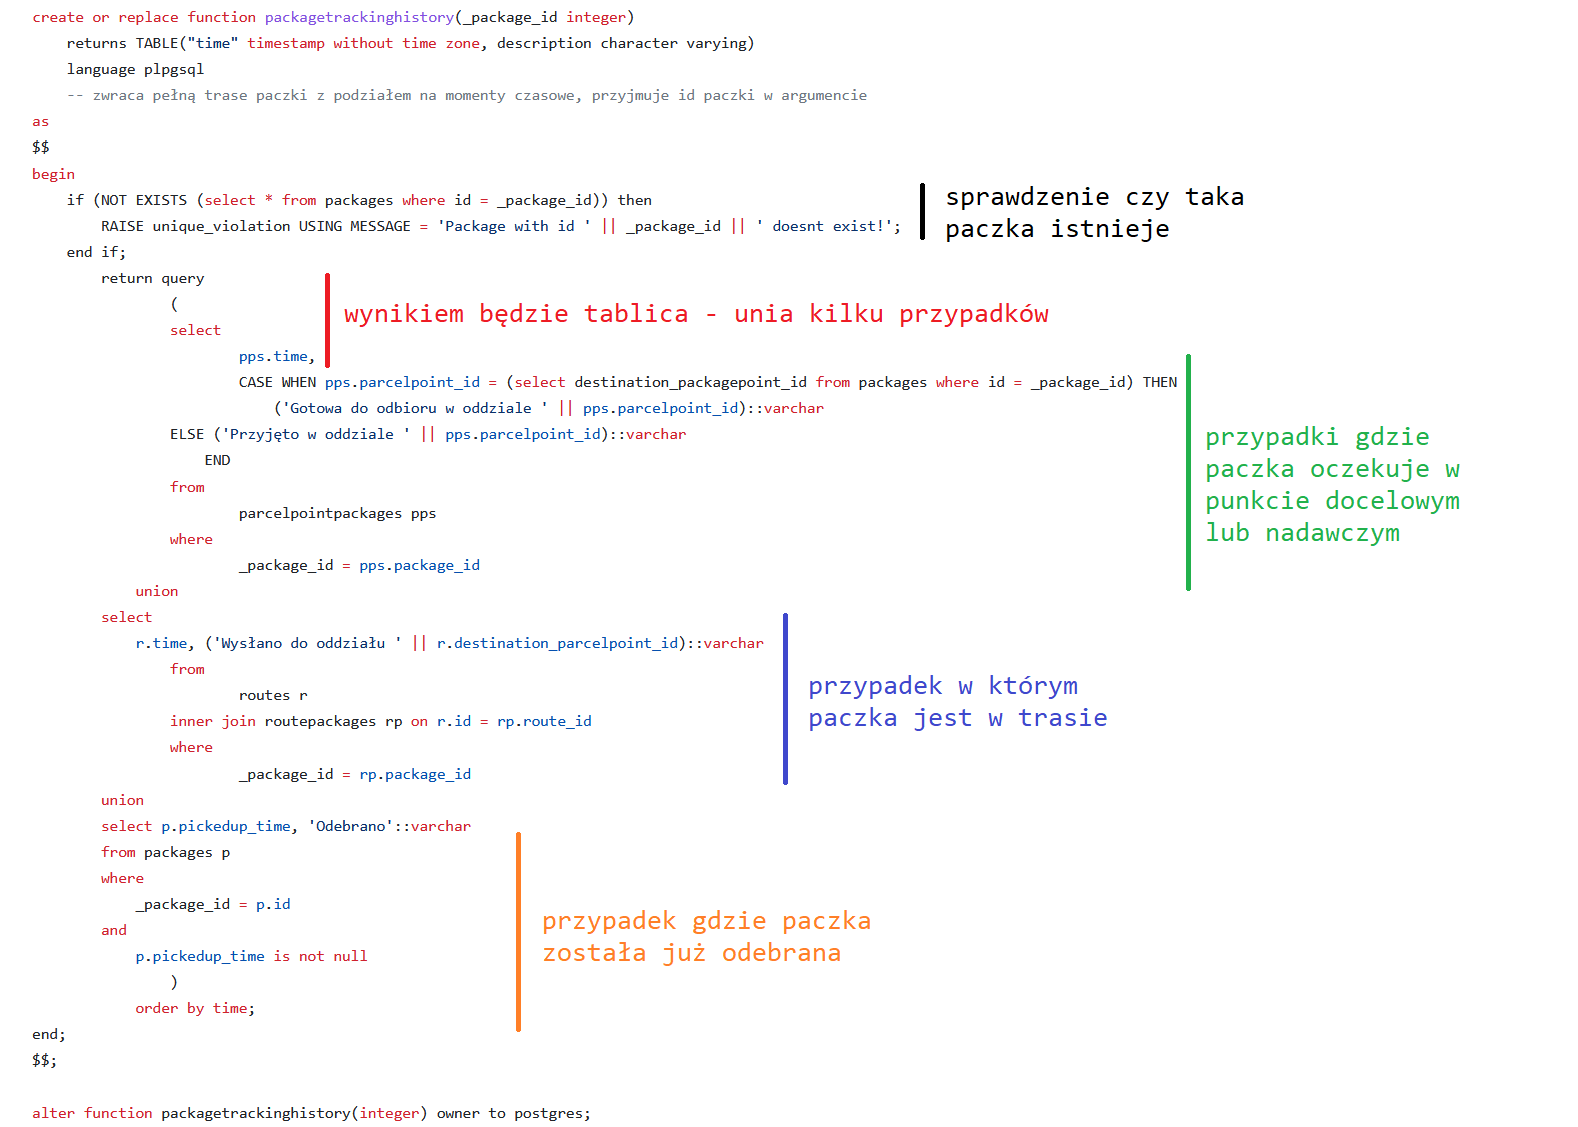 create or replace function packagetrackinghistory(_package_id integer)
returns TABLE("time" timestamp without time zone, description character varying)
language plpgsql
-- zwraca pełną trase paczki z podziałem na momenty czasowe, przyjmuje id paczki w argumencie
as
$$
begin
if (NOT EXISTS (select * from packages where id = _package_id)) then
RAISE unique_violation USING MESSAGE = 'Package with id ' || _package_id || ' doesnt exist!';
end if;
sprawdzenie czy taka
paczka istnieje
return query
(
select
wynikiem będzie tablica - unia kilku przypadków
pps.time,
CASE WHEN pps.parcelpoint_id = (select destination_packagepoint_id from packages where id = _package_id) THEN
('Gotowa do odbioru w oddziale ' || pps.parcelpoint_id)::varchar
ELSE ('Przyjęto w oddziale ' || pps.parcelpoint_id)::varchar
END
from
parcelpointpackages pps
where
_package_id = pps.package_id
przypadki gdzie
paczka oczekuje w
punkcie docelowym
lub nadawczym
union
select
r.time, ('Wysłano do oddziału ' || r.destination_parcelpoint_id)::varchar
from
routes r
inner join routepackages rp on r.id = rp.route_id
where
_package_id = rp.package_id
przypadek w którym
paczka jest w trasie
union
select p.pickedup_time, 'Odebrano'::varchar
from packages p
where
_package_id = p.id
and
p.pickedup_time is not null
)
order by time;
przypadek gdzie paczka
została już odebrana
end;
$$;
alter function packagetrackinghistory(integer) owner to postgres;